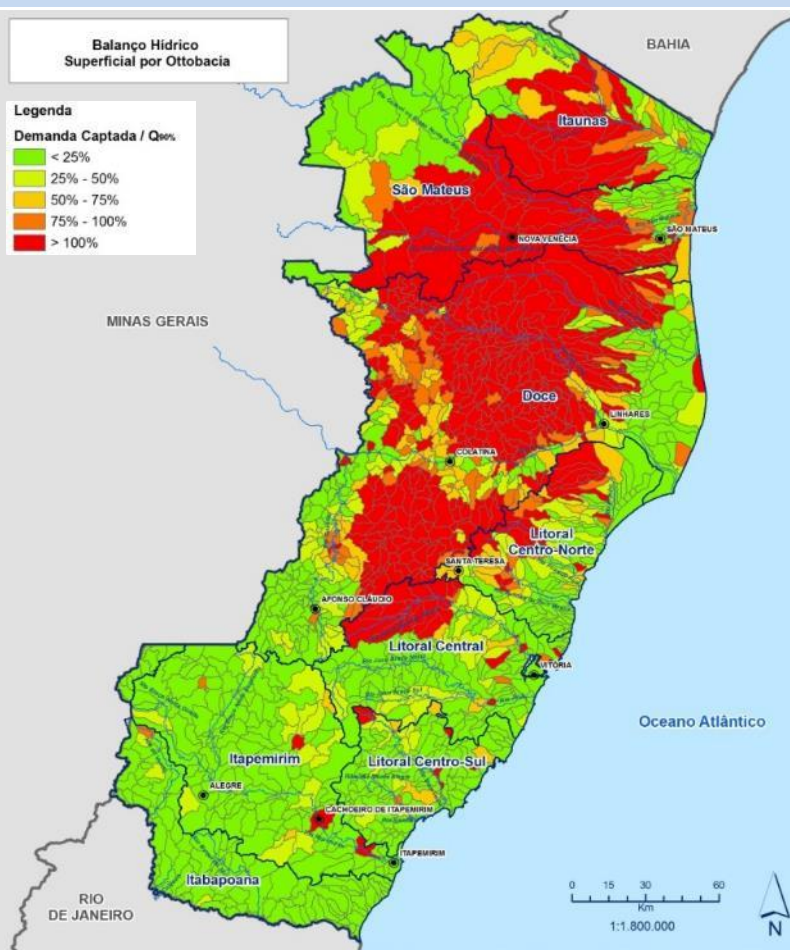 Balanço Hídrico
Superficial por Ottobacia
BAHIA
Legenda
Demanda Captada / Q90%
< 25%
25% - 50%
50% - 75%
75% - 100%
> 100%
Itaunas
São Mateus
SÃO MATEUS
NOVA VENÉCIA
MINAS GERAIS
Doce
LINHARES
COLATINA
Litoral
Centro-Norte
SANTA TERESA
AFONSO CLÁUDIO
Litoral Central
VITÓRIA
Oceano Atlântico
Itapemirim
Litoral Centro-Sul
ALEGRE
CACHOEIRO DE ITAPEMIRIM
ITAPEMIRIM
Itabapoana
RIO
DE JANEIRO
0 15 30 60
Km
1:1.800.000
N